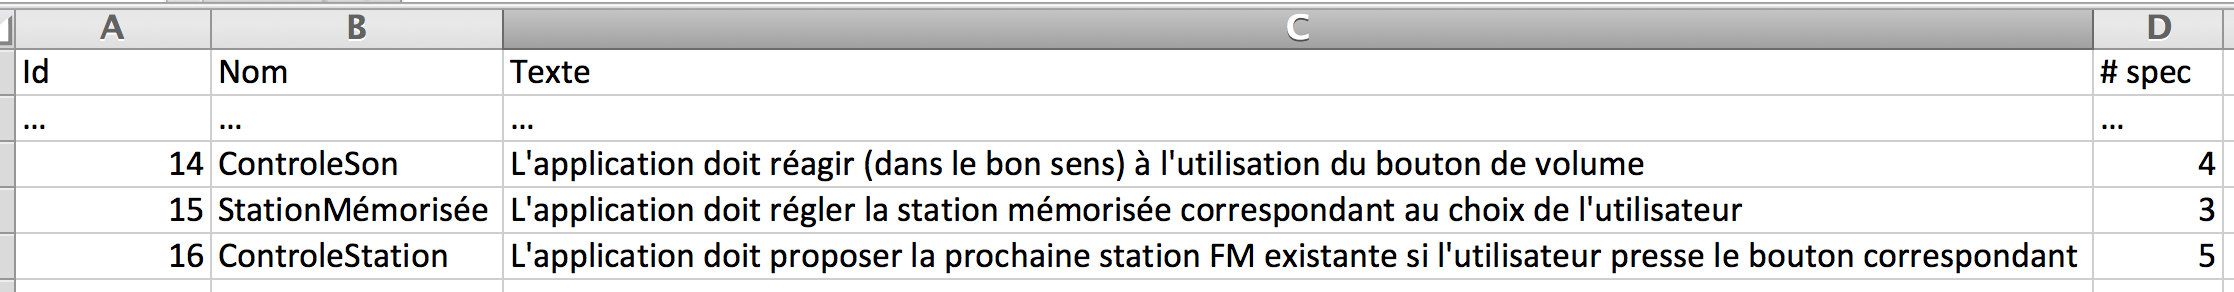 A B C D
Id Nom Texte # spec
... ... ... ...
14 ControleSon L'application doit réagir (dans le bon sens) à l'utilisation du bouton de volume 4
15 StationMémorisée L'application doit régler la station mémorisée correspondant au choix de l'utilisateur 3
16 ControleStation L'application doit proposer la prochaine station FM existante si l'utilisateur presse le bouton correspondant 5